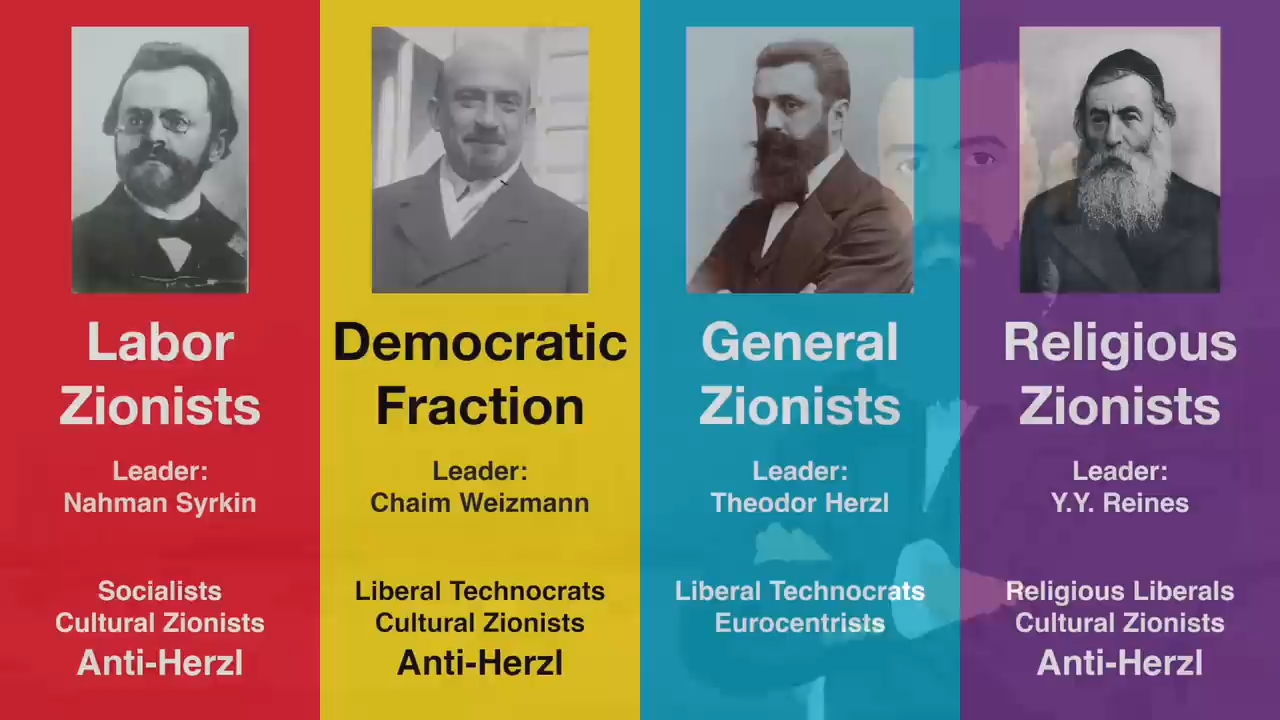 Labor
Zionists
Leader:
Nahman Syrkin
Socialists
Cultural Zionists
Anti-Herzl
Democratic
Fraction
Leader:
Chaim Weizmann
Liberal Technocrats
Cultural Zionists
Anti-Herzl
General
Zionists
Leader:
Theodor Herzl
Liberal Technocrats
Eurocentrists
Religious
Zionists
Leader:
Y.Y. Reines
Religious Liberals
Cultural Zionists
Anti-Herzl